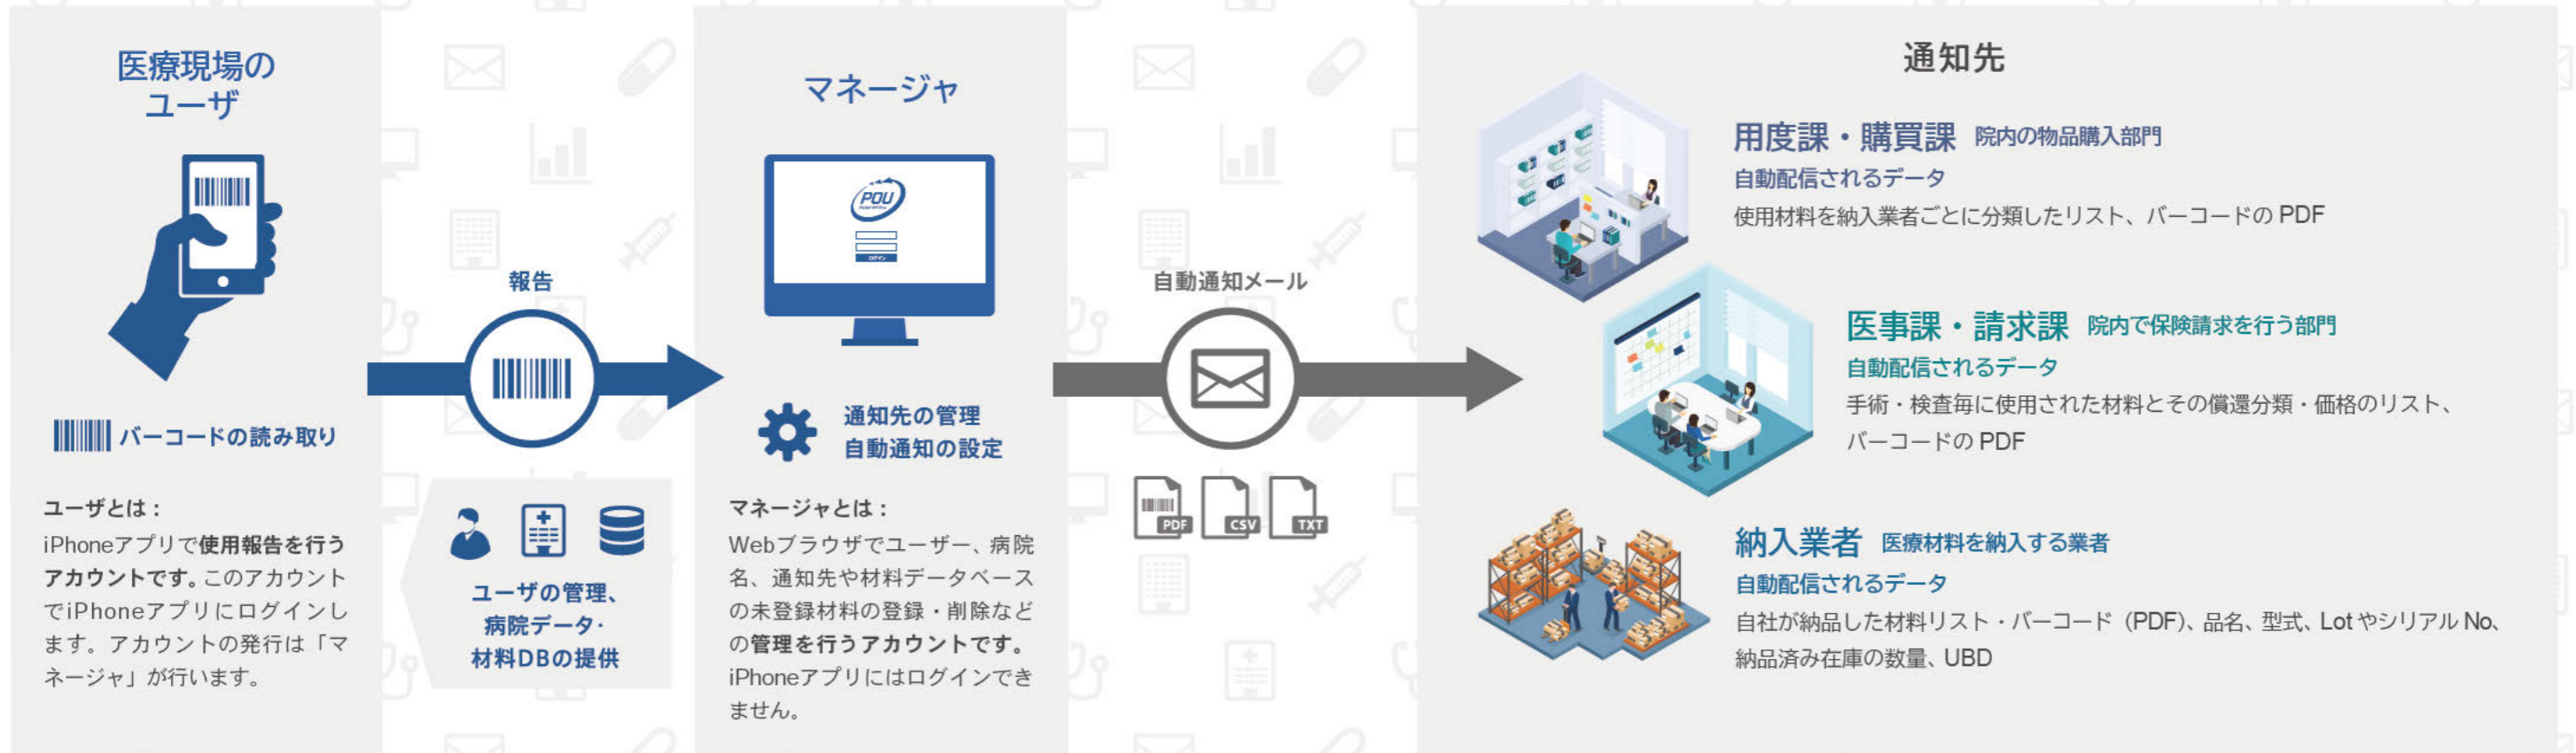 医療現場の
ユーザ
バーコードの読み取り
ユーザとは：
iPhoneアプリで使用報告を行う
アカウントです。このアカウント
でiPhoneアプリにログインし
ます。アカウントの発行は「マ
ネージャ」が行います。
報告
ユーザの管理、
病院データ・
材料DBの提供
マネージャ
POU
ログイン
通知先の管理
自動通知の設定
マネージャとは：
Webブラウザでユーザー、病院
名、通知先や材料データベース
の未登録材料の登録・削除など
の管理を行うアカウントです。
iPhoneアプリにはログインでき
ません。
自動通知メール
PDF
CSV
TXT
通知先
用度課・購買課 院内の物品購入部門
自動配信されるデータ
使用材料を納入業者ごとに分類したリスト、バーコードの PDF
医事課・請求課 院内で保険請求を行う部門
自動配信されるデータ
手術・検査毎に使用された材料とその償還分類・価格のリスト、
バーコードの PDF
納入業者 医療材料を納入する業者
自動配信されるデータ
自社が納品した材料リスト・バーコード（PDF）、品名、型式、Lot やシリアル No、
納品済み在庫の数量、UBD